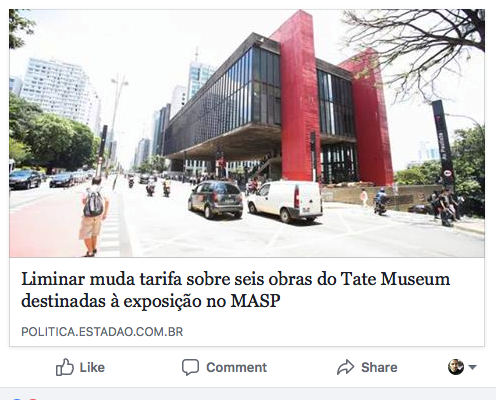 Liminar muda tarifa sobre seis obras do Tate Museum
destinadas à exposição no MASP
POLITICA.ESTADAO.COM.BR
Like Comment Share